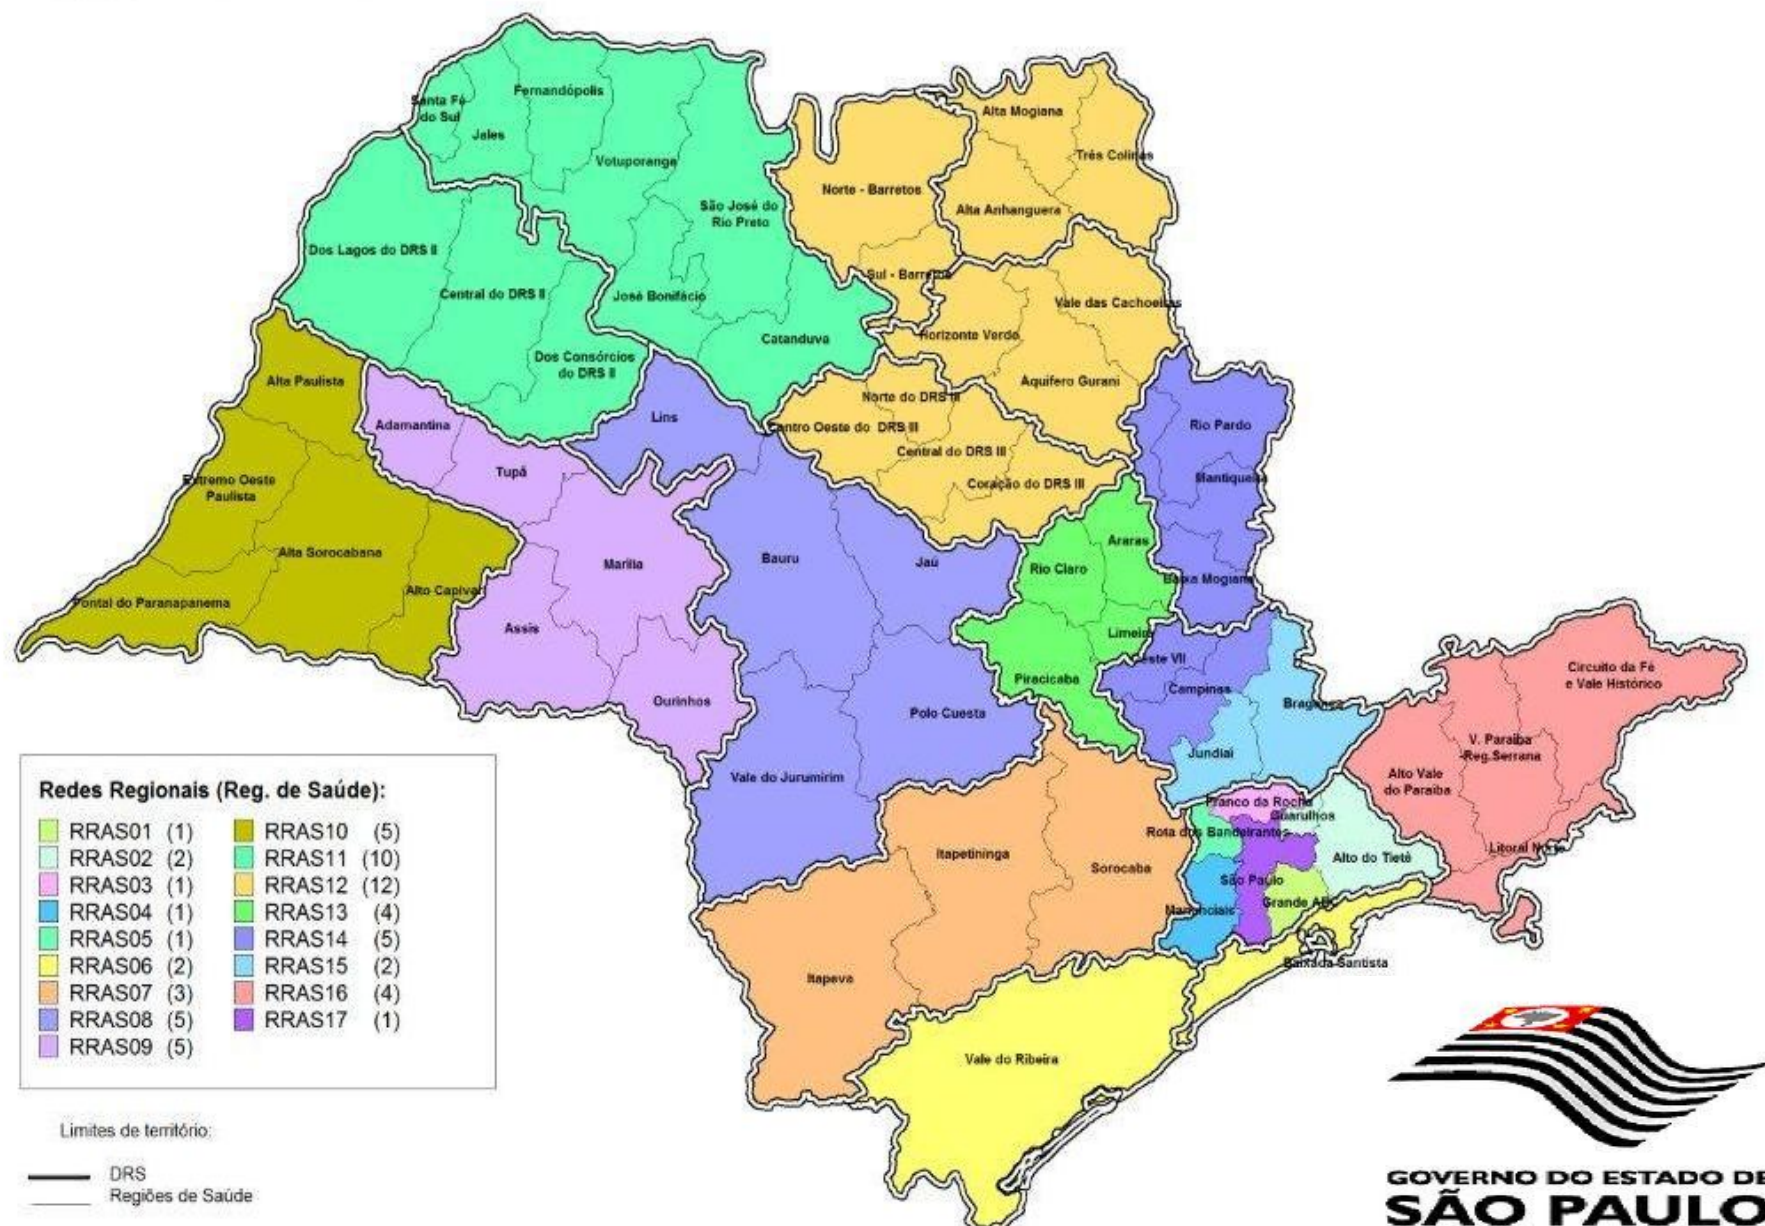 Santa Fé
do Sul
Jales
Fernandópolis
Votuporanga
São José do
Rio Preto
Dos Lagos do DRS II
Central do DRS II
José Bonifácio
Catanduva
Dos Consórcios
do DRS II
Norte - Barretos
Sul - Barretos
Alta Mogiana
Três Colinas
Alta Anhanguera
Vale das Cachoeiras
Horizonte Verde
Aquífero Gurani
Norte do DRS III
Centro Oeste do DRS III
Central do DRS III
Coração do DRS III
Alta Paulista
Extremo Oeste
Paulista
Alta Sorocabana
Alto Capivari
Pontal do Paranapanema
Adamantina
Tupã
Marília
Assis
Ourinhos
Lins
Bauru
Jaú
Polo Cuesta
Vale do Jurumirim
Rio Pardo
Mantiqueira
Baixa Mogiana
Araras
Rio Claro
Limeira
Piracicaba
Oeste VII
Campinas
Bragança
Jundiaí
Circuito da Fé
e Vale Histórico
V. Paraíba
-Reg.Serrana
Alto Vale
do Paraíba
Litoral Norte
Franco da Rocha
Guarulhos
Rota dos Bandeirantes
Alto do Tietê
São Paulo
Grande ABC
Mananciais
Baixada Santista
Itapetininga
Sorocaba
Itapeva
Vale do Ribeira
Redes Regionais (Reg. de Saúde):
RRAS01 (1)
RRAS02 (2)
RRAS03 (1)
RRAS04 (1)
RRAS05 (1)
RRAS06 (2)
RRAS07 (3)
RRAS08 (5)
RRAS09 (5)
RRAS10 (5)
RRAS11 (10)
RRAS12 (12)
RRAS13 (4)
RRAS14 (5)
RRAS15 (2)
RRAS16 (4)
RRAS17 (1)
Limites de território:
DRS
Regiões de Saúde
GOVERNO DO ESTADO DE
SÃO PAULO